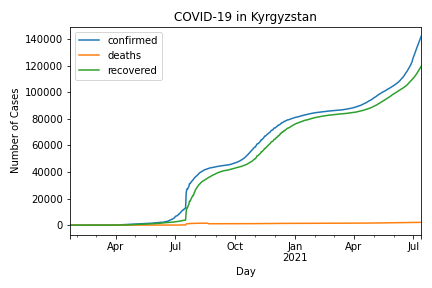 COVID-19 in Kyrgyzstan
confirmed
deaths
recovered
140000
120000
100000
80000
60000
40000
20000
0
Number of Cases
Apr
Jul
Oct
Jan
2021
Apr
Jul
Day